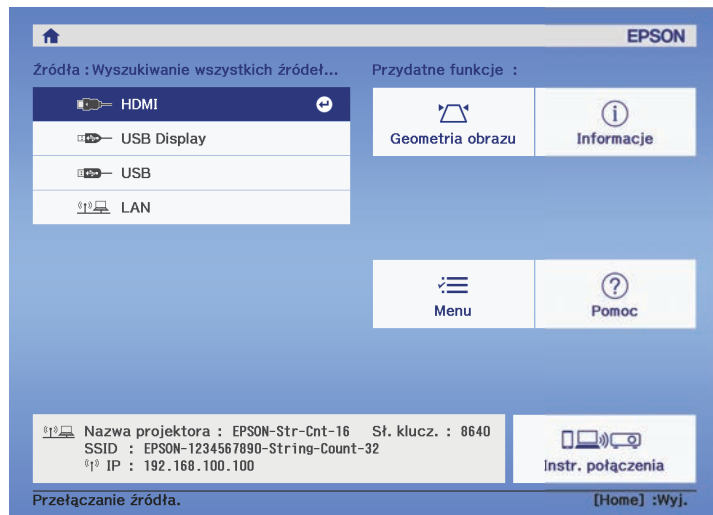 EPSON
Źródła : Wyszukiwanie wszystkich źródeł...
Przydatne funkcje :
HDMI
USB Display
USB
LAN
Geometria obrazu
Informacje
Menu
Pomoc
Nazwa projektora : EPSON-Str-Cnt-16 Sł. klucz. : 8640
SSID : EPSON-1234567890-String-Count-32
IP : 192.168.100.100
Instr. połączenia
Przełączanie źródła.
[Home] :Wyj.